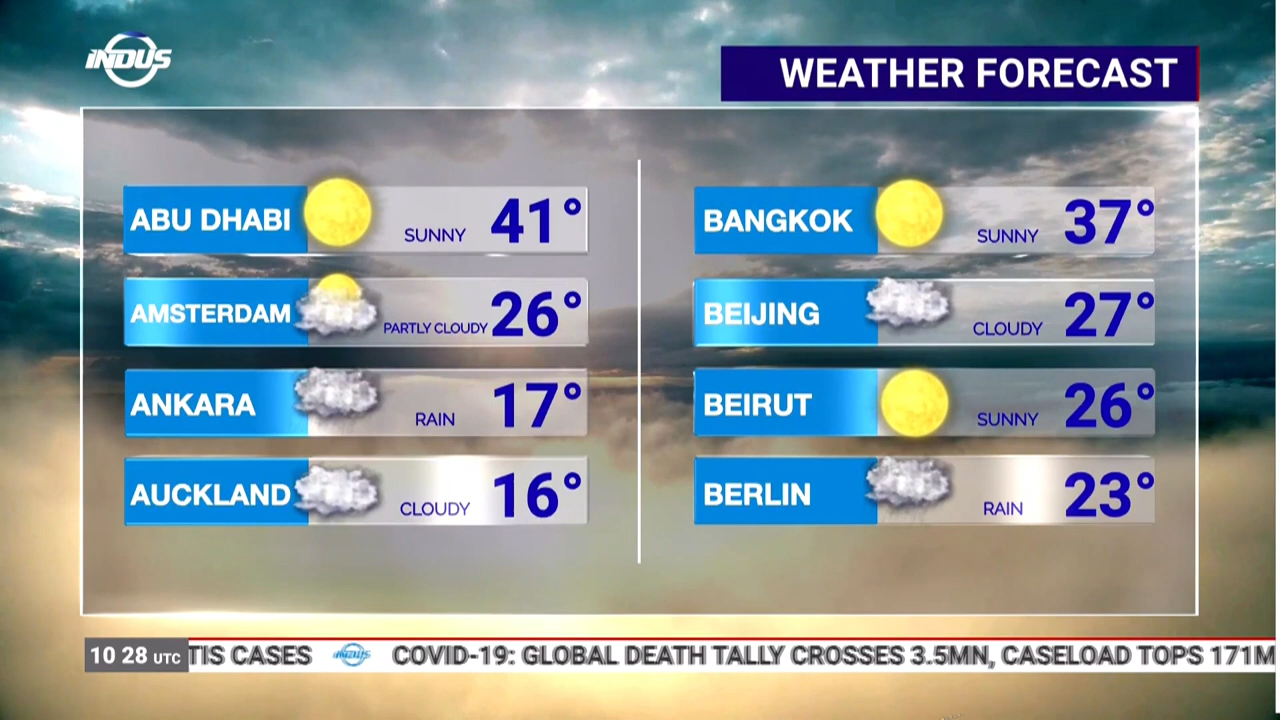 iNDUS
WEATHER FORECAST
ABU DHABI SUNNY 41°
AMSTERDAM PARTLY CLOUDY 26°
ANKARA RAIN 17°
AUCKLAND CLOUDY 16°
BANGKOK SUNNY 37°
BEIJING CLOUDY 27°
BEIRUT SUNNY 26°
BERLIN RAIN 23°
10 28 UTC TIS CASES iNDUS COVID-19: GLOBAL DEATH TALLY CROSSES 3.5MN, CASELOAD TOPS 171M